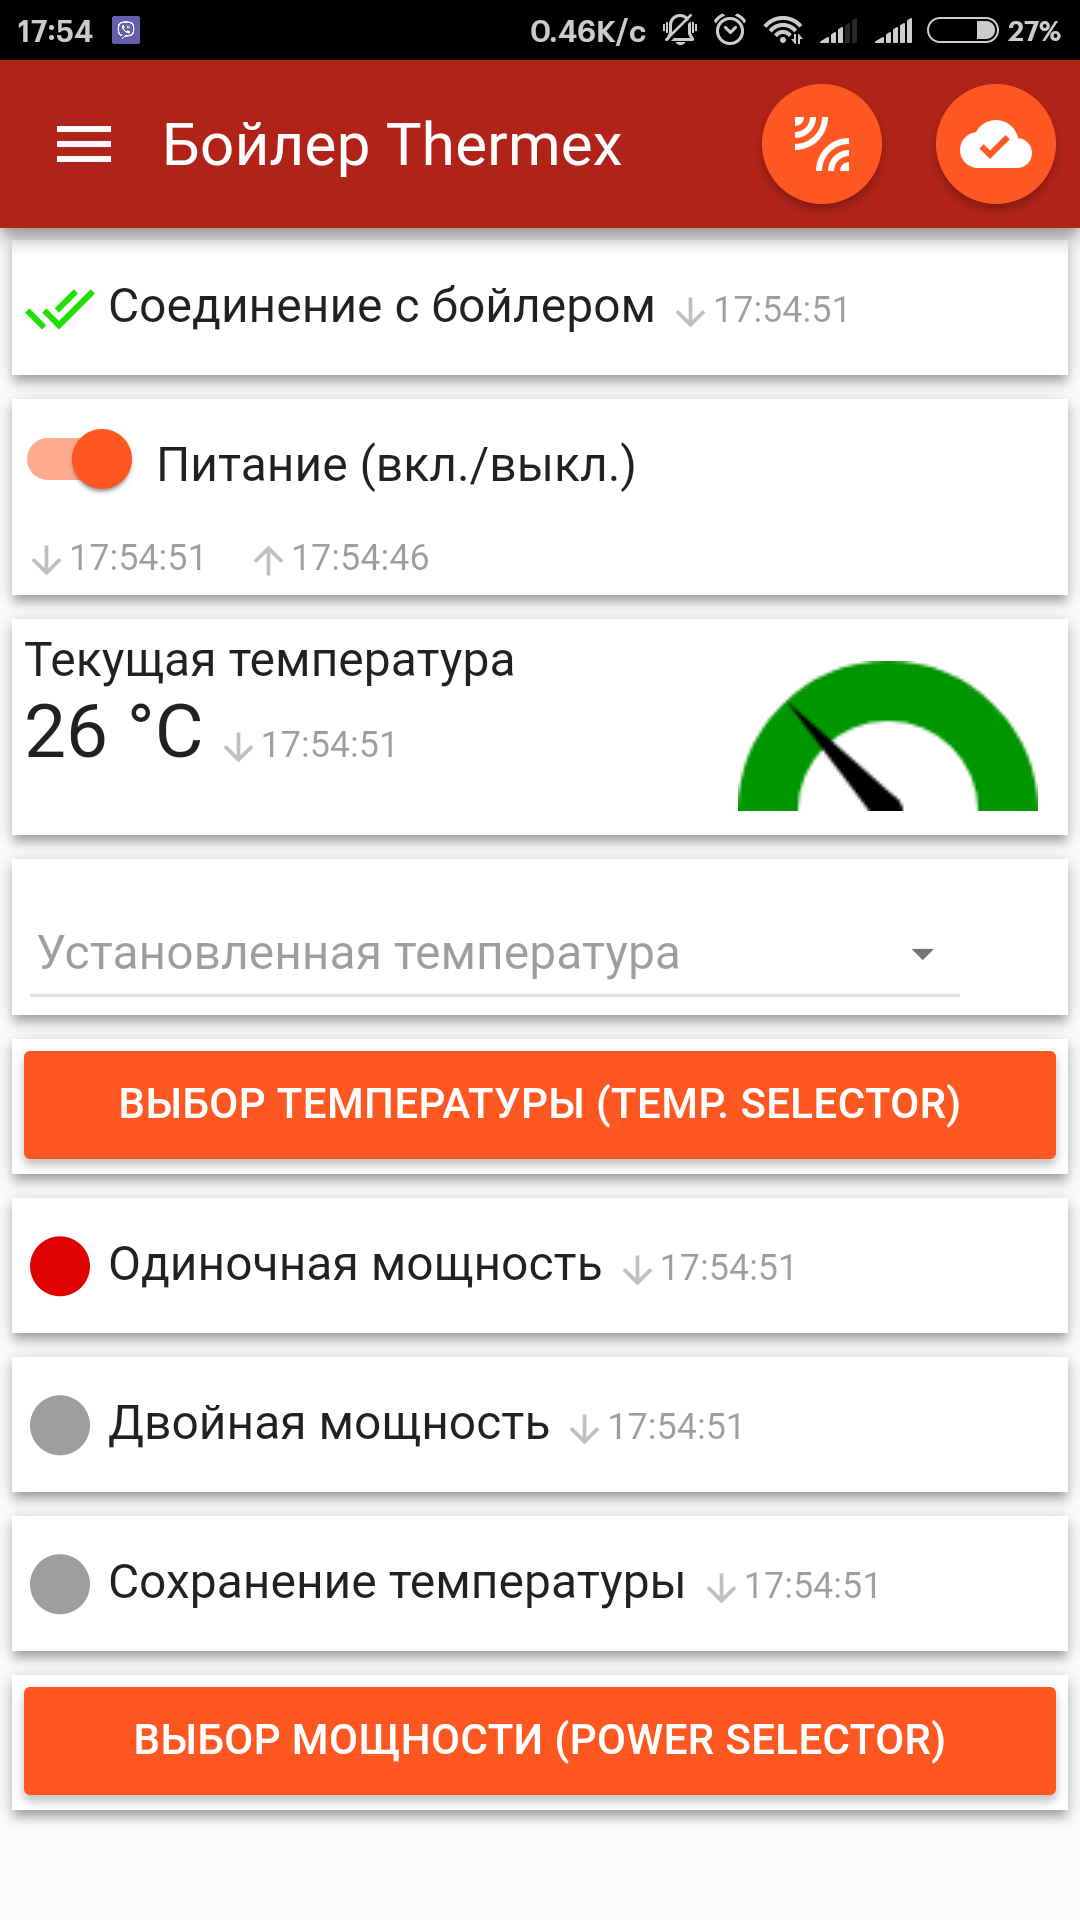 17:54 0.46K/c 27%
Бойлер Thermex
Соединение с бойлером 17:54:51
Питание (вкл./выкл.)
17:54:51 17:54:46
Текущая температура
26 °C 17:54:51
Установленная температура
ВЫБОР ТЕМПЕРАТУРЫ (TEMP. SELECTOR)
Одиночная мощность 17:54:51
Двойная мощность 17:54:51
Сохранение температуры 17:54:51
ВЫБОР МОЩНОСТИ (POWER SELECTOR)